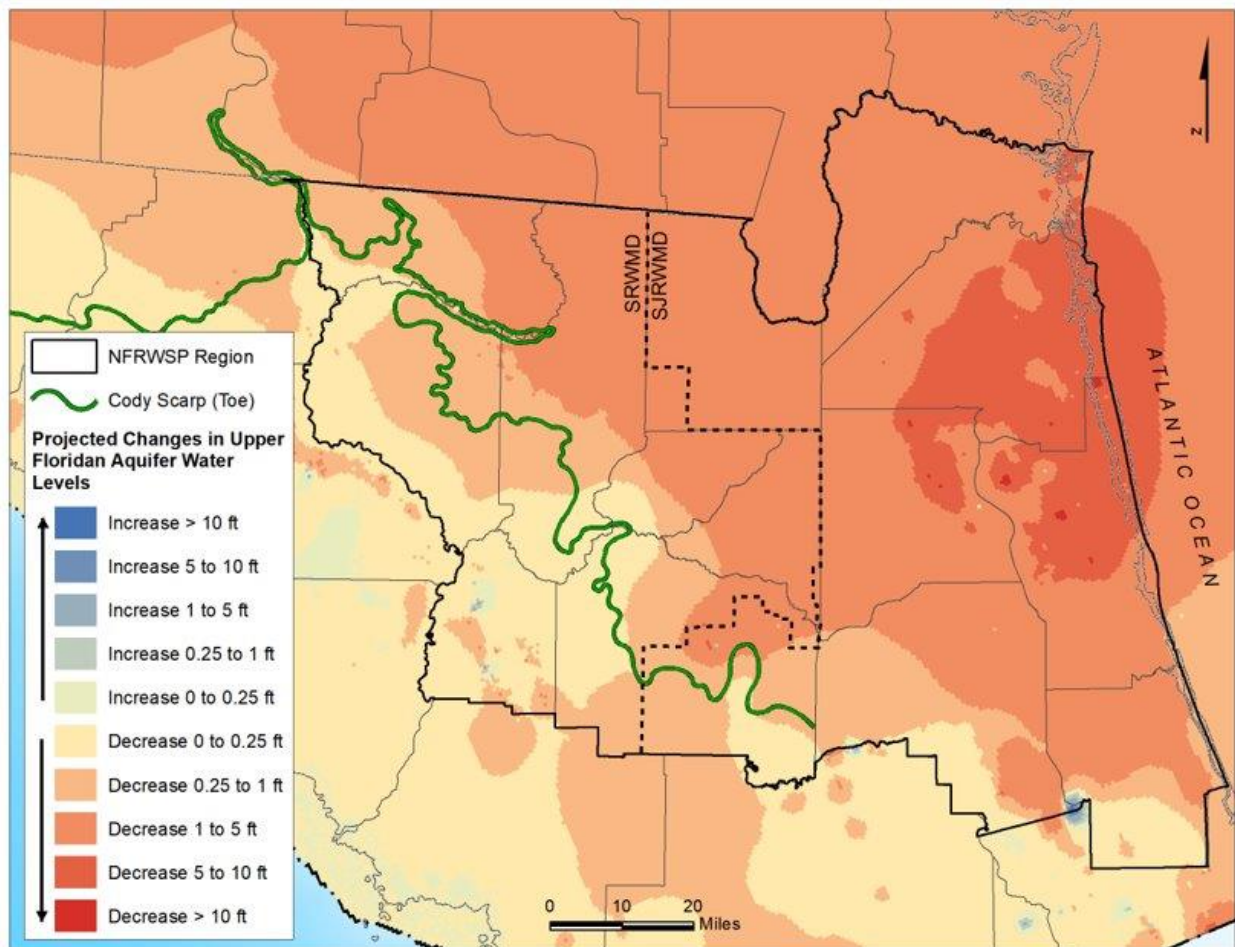 N
SRWMD
SJRWMD
ATLANTIC OCEAN
NFRWSP Region
Cody Scarp (Toe)
Projected Changes in Upper
Floridan Aquifer Water
Levels
Increase > 10 ft
Increase 5 to 10 ft
Increase 1 to 5 ft
Increase 0.25 to 1 ft
Increase 0 to 0.25 ft
Decrease 0 to 0.25 ft
Decrease 0.25 to 1 ft
Decrease 1 to 5 ft
Decrease 5 to 10 ft
Decrease > 10 ft
0 10 20
Miles